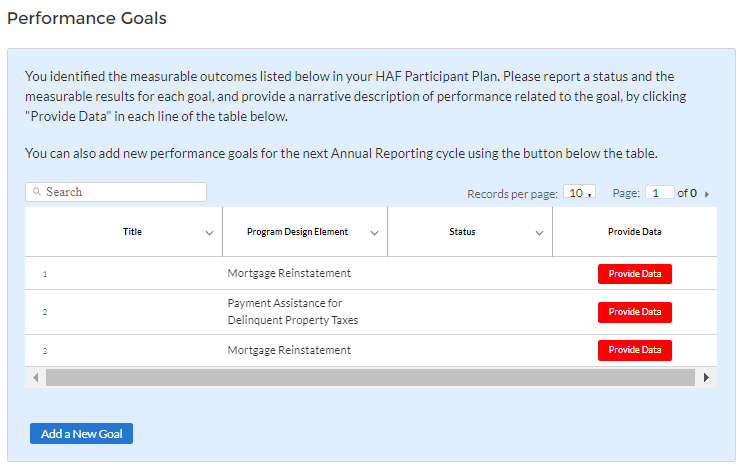 Performance Goals
You identified the measurable outcomes listed below in your HAF Participant Plan. Please report a status and the
measurable results for each goal, and provide a narrative description of performance related to the goal, by clicking
"Provide Data" in each line of the table below.
You can also add new performance goals for the next Annual Reporting cycle using the button below the table.
Search
Records per page: 10 Page: 1 of 0
Title Program Design Element Status Provide Data
1 Mortgage Reinstatement Provide Data
Payment Assistance for
2 Delinquent Property Taxes Provide Data
3 Mortgage Reinstatement Provide Data
Add a New Goal